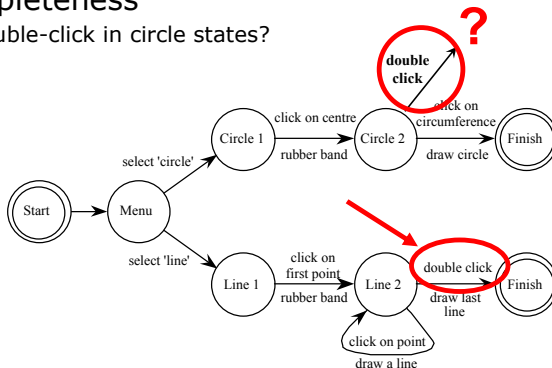 uble-click in circle states?
?
double
click
click on centre
click on
circumference
Circle 1
Circle 2
Finish
rubber band
draw circle
select 'circle'
Start
Menu
select 'line'
click on
first point
double click
Line 1
Line 2
Finish
rubber band
draw last
line
click on point
draw a line